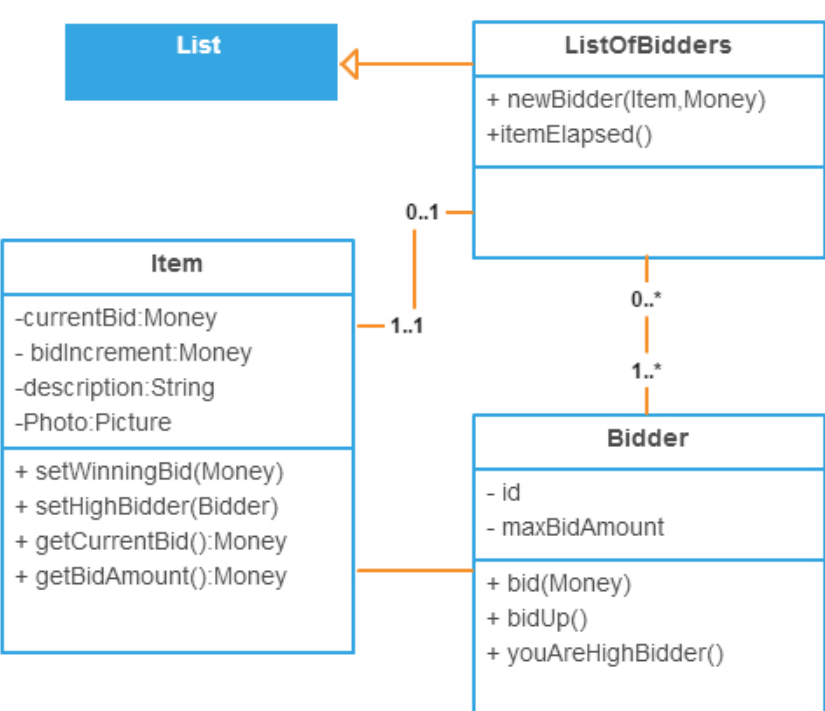 List
ListOfBidders
+ newBidder(Item,Money)
+itemElapsed()
0..1
Item
-currentBid:Money
- bidIncrement:Money
-description:String
-Photo:Picture
+ setWinningBid(Money)
+ setHighBidder(Bidder)
+ getCurrentBid():Money
+ getBidAmount():Money
1..1
0..*
1..*
Bidder
- id
- maxBidAmount
+ bid(Money)
+ bidUp()
+ youAreHighBidder()